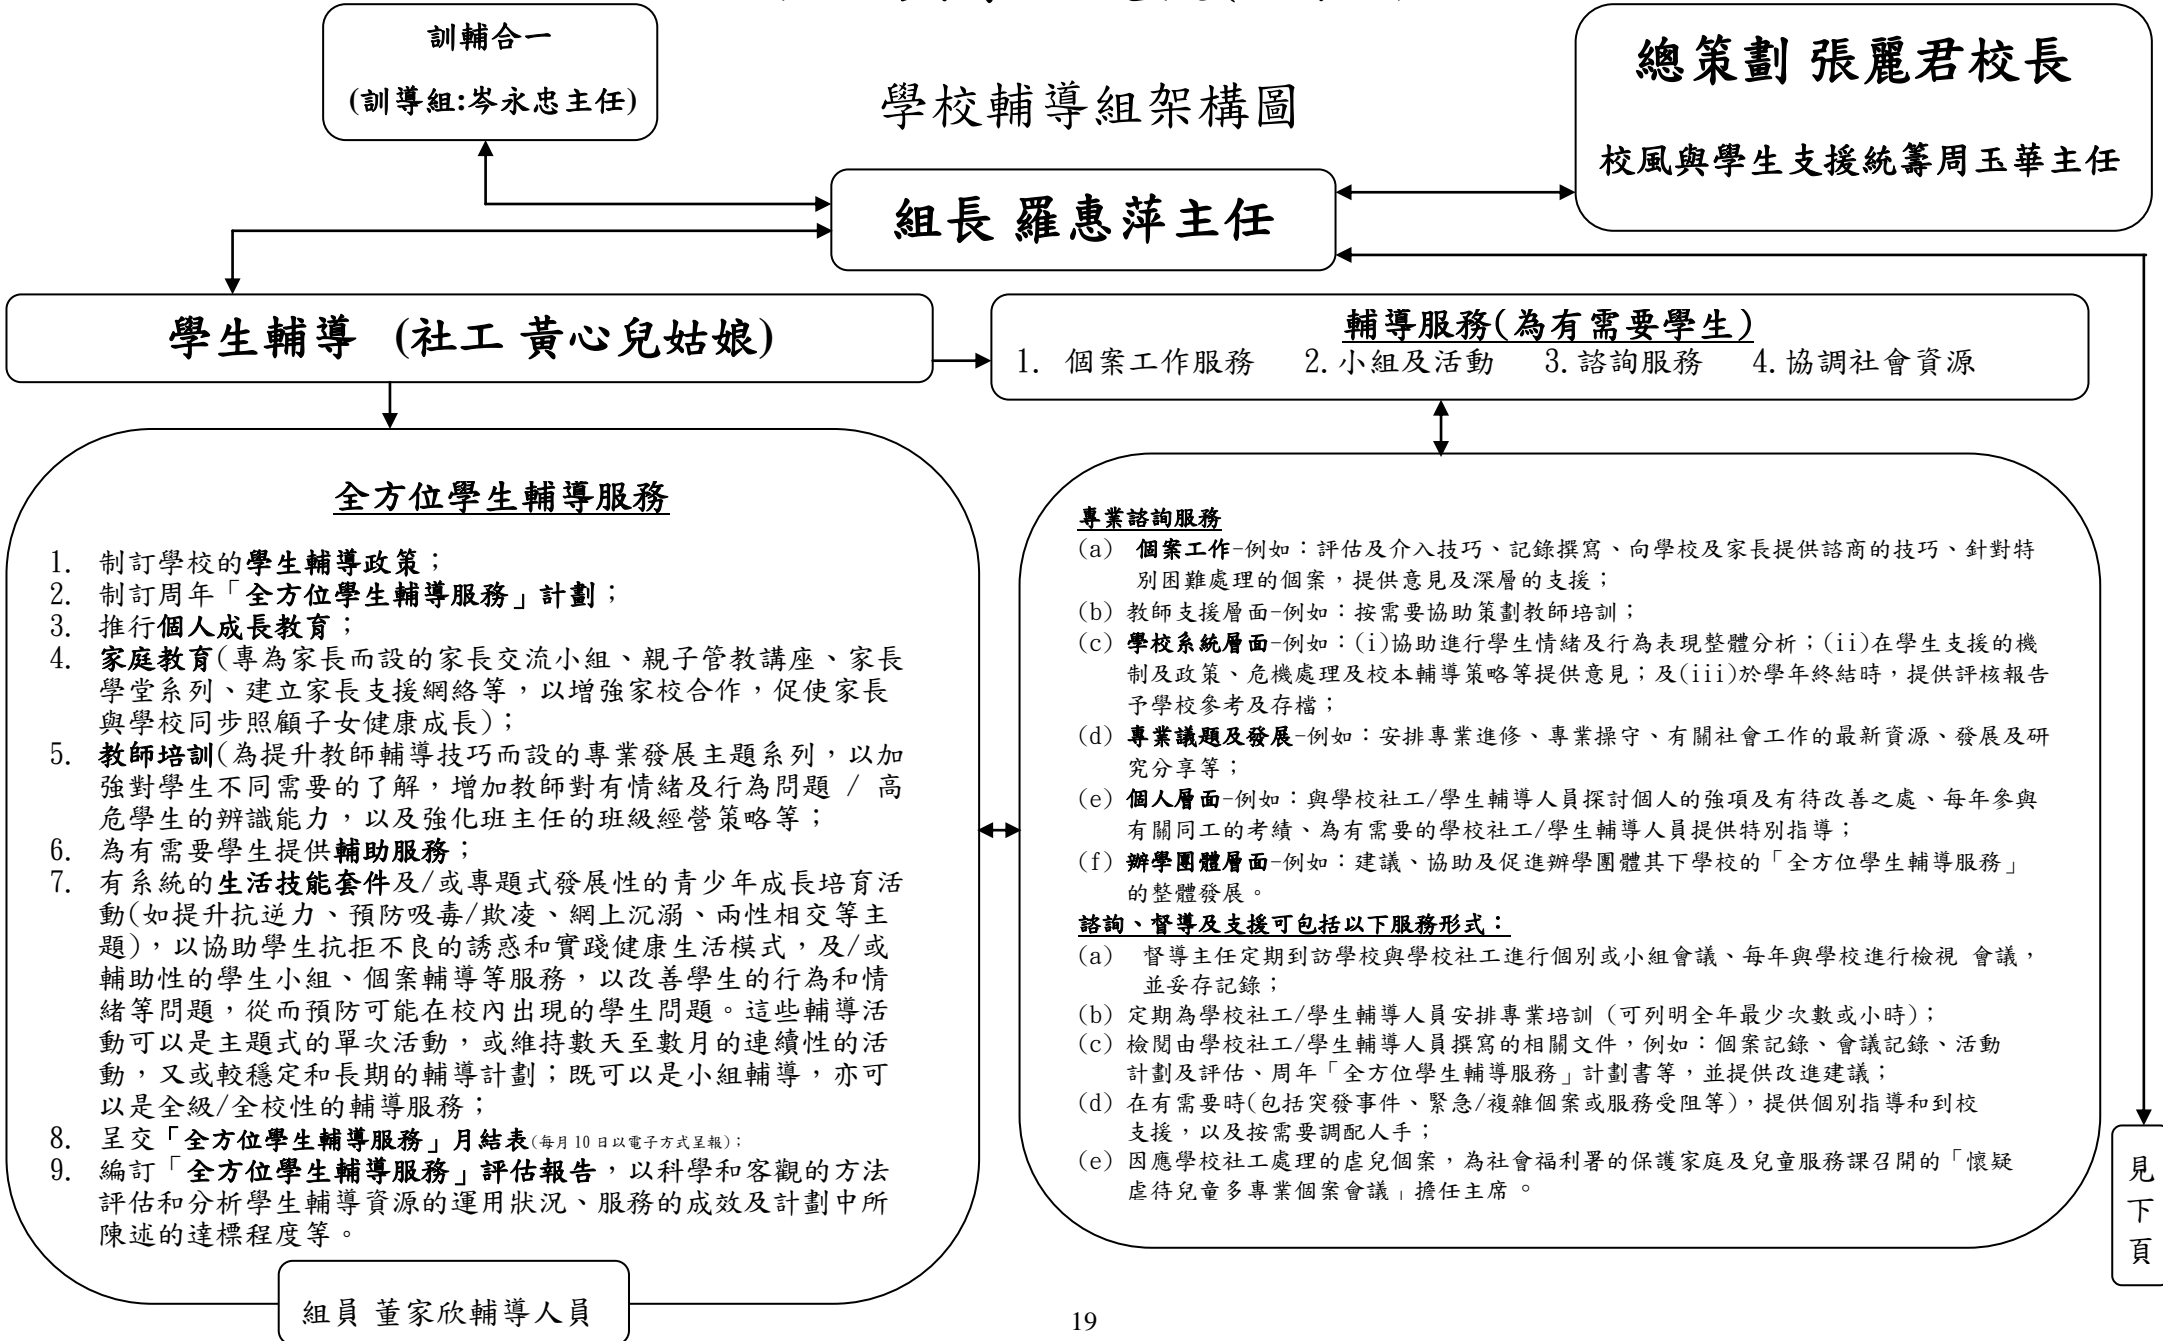 訓輔合一
(訓導組:岑永忠主任)
學校輔導組架構圖
總策劃 張麗君校長
校風與學生支援統籌周玉華主任
組長 羅惠萍主任
學生輔導 (社工 黃心兒姑娘)
輔導服務(為有需要學生)
1. 個案工作服務 2.小組及活動 3.諮詢服務 4.協調社會資源
全方位學生輔導服務
1. 制訂學校的學生輔導政策；
2. 制訂周年「全方位學生輔導服務」計劃；
3. 推行個人成長教育；
4. 家庭教育(專為家長而設的家長交流小組、親子管教講座、家長
學堂系列、建立家長支援網絡等，以增強家校合作，促使家長
與學校同步照顧子女健康成長)；
5. 教師培訓(為提升教師輔導技巧而設的專業發展主題系列，以加
強對學生不同需要的了解，增加教師對有情緒及行為問題 / 高
危學生的辨識能力，以及強化班主任的班級經營策略等；
6. 為有需要學生提供輔助服務；
7. 有系統的生活技能套件及/或專題式發展性的青少年成長培育活
動(如提升抗逆力、預防吸毒/欺凌、網上沉溺、兩性相交等主
題)，以協助學生抗拒不良的誘惑和實踐健康生活模式，及/或
輔助性的學生小組、個案輔導等服務，以改善學生的行為和情
緒等問題，從而預防可能在校內出現的學生問題。這些輔導活
動可以是主題式的單次活動，或維持數天至數月的連續性的活
動，又或較穩定和長期的輔導計劃；既可以是小組輔導，亦可
以是全級/全校性的輔導服務；
8. 呈交「全方位學生輔導服務」月結表(每月 10 日以電子方式呈報)；
9. 編訂「全方位學生輔導服務」評估報告，以科學和客觀的方法
評估和分析學生輔導資源的運用狀況、服務的成效及計劃中所
陳述的達標程度等。
組員 董家欣輔導人員
專業諮詢服務
(a) 個案工作-例如：評估及介入技巧、記錄撰寫、向學校及家長提供諮商的技巧、針對特
別困難處理的個案，提供意見及深層的支援；
(b) 教師支援層面-例如：按需要協助策劃教師培訓；
(c) 學校系統層面-例如：(i)協助進行學生情緒及行為表現整體分析；(ii)在學生支援的機
制及政策、危機處理及校本輔導策略等提供意見；及(iii)於學年終結時，提供評核報告
予學校參考及存檔；
(d) 專業議題及發展-例如：安排專業進修、專業操守、有關社會工作的最新資源、發展及研
究分享等；
(e) 個人層面-例如：與學校社工/學生輔導人員探討個人的強項及有待改善之處、每年參與
有關同工的考績、為有需要的學校社工/學生輔導人員提供特別指導；
(f) 辦學團體層面-例如：建議、協助及促進辦學團體其下學校的「全方位學生輔導服務」
的整體發展。
諮詢、督導及支援可包括以下服務形式：
(a) 督導主任定期到訪學校與學校社工進行個別或小組會議、每年與學校進行檢視 會議，
並妥存記錄；
(b) 定期為學校社工/學生輔導人員安排專業培訓 (可列明全年最少次數或小時)；
(c) 檢閱由學校社工/學生輔導人員撰寫的相關文件，例如：個案記錄、會議記錄、活動
計劃及評估、周年「全方位學生輔導服務」計劃書等，並提供改進建議；
(d) 在有需要時(包括突發事件、緊急/複雜個案或服務受阻等)，提供個別指導和到校
支援，以及按需要調配人手；
(e) 因應學校社工處理的虐兒個案，為社會福利署的保護家庭及兒童服務課召開的「懷疑
虐待兒童多專業個案會議」擔任主席。
見
下
頁
19